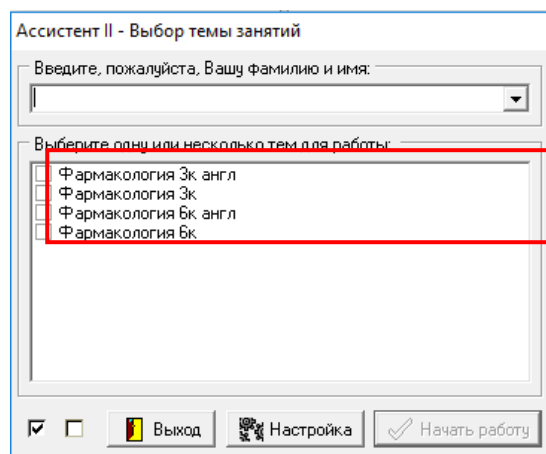 Ассистент II - Выбор темы занятий
Введите, пожалуйста, Вашу фамилию и имя:
Выберите одну или несколько тем для работы:
Фармакология 3к англ
Фармакология 3к
Фармакология 6к англ
Фармакология 6к
Выход Настройка Начать работу